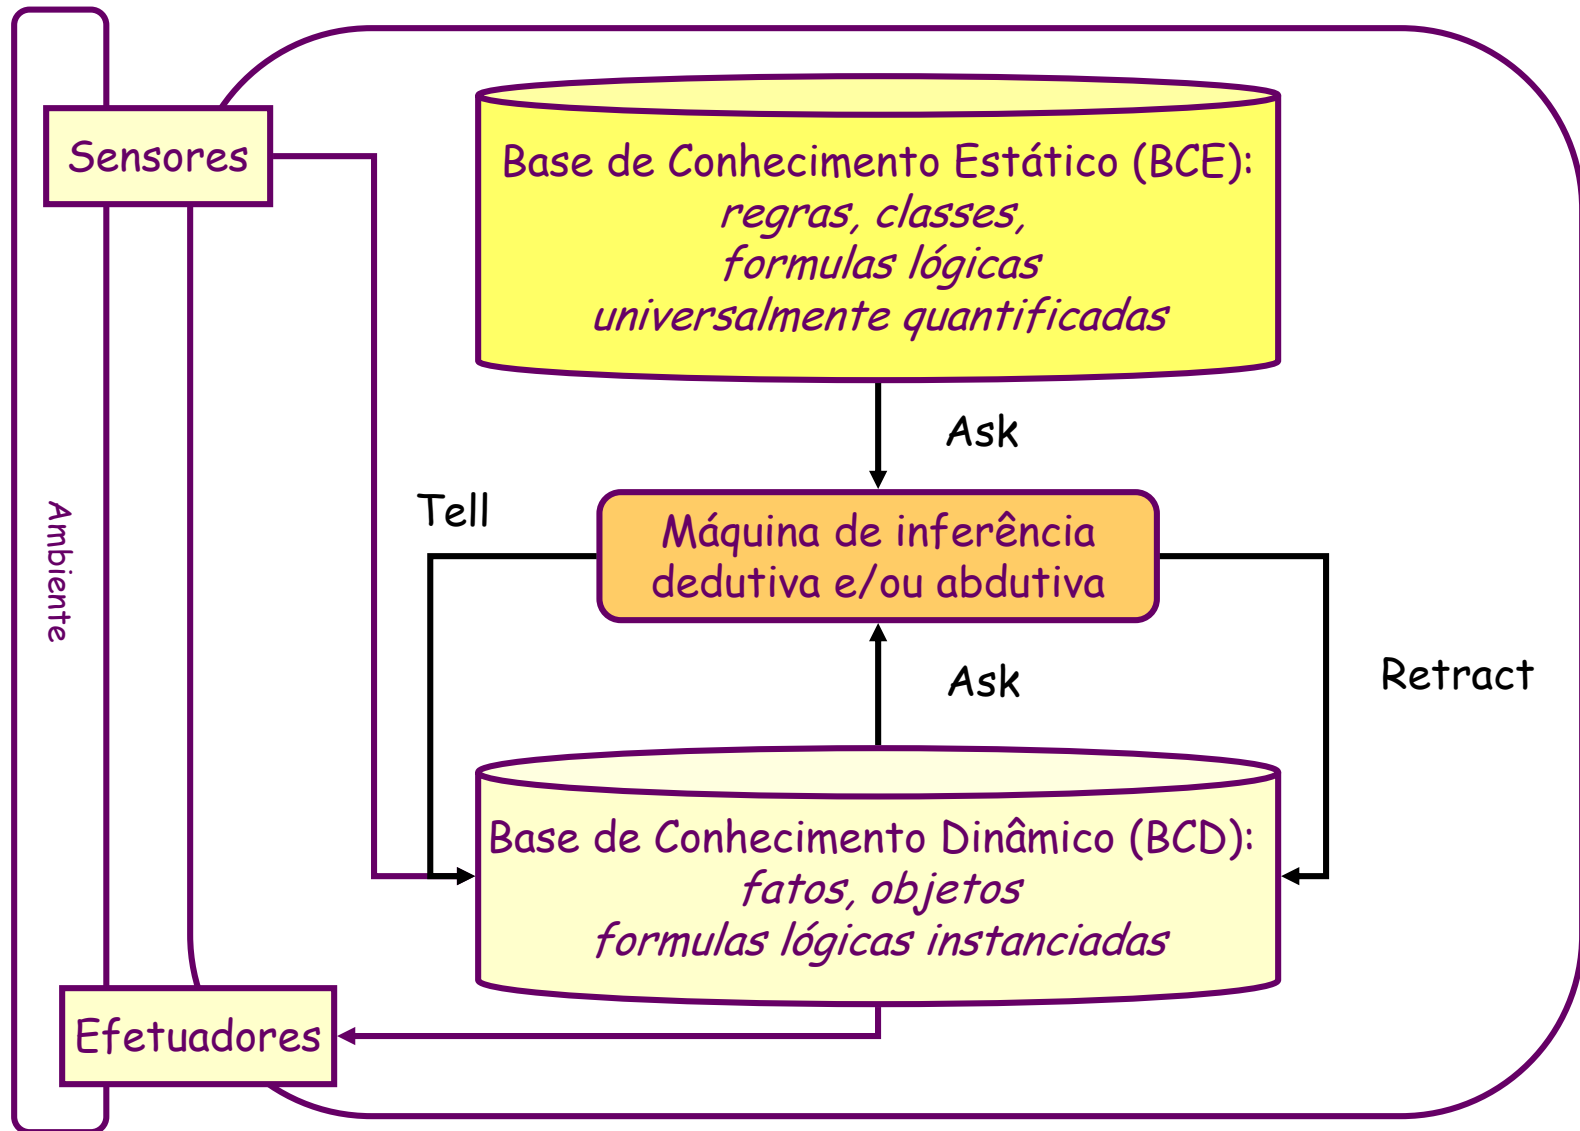 Sensores
Base de Conhecimento Estático (BCE):
regras, classes,
formulas lógicas
universalmente quantificadas
Ask
Tell
Máquina de inferência
dedutiva e/ou abdutiva
Ambiente
Ask
Retract
Base de Conhecimento Dinâmico (BCD):
fatos, objetos
formulas lógicas instanciadas
Efetuadores